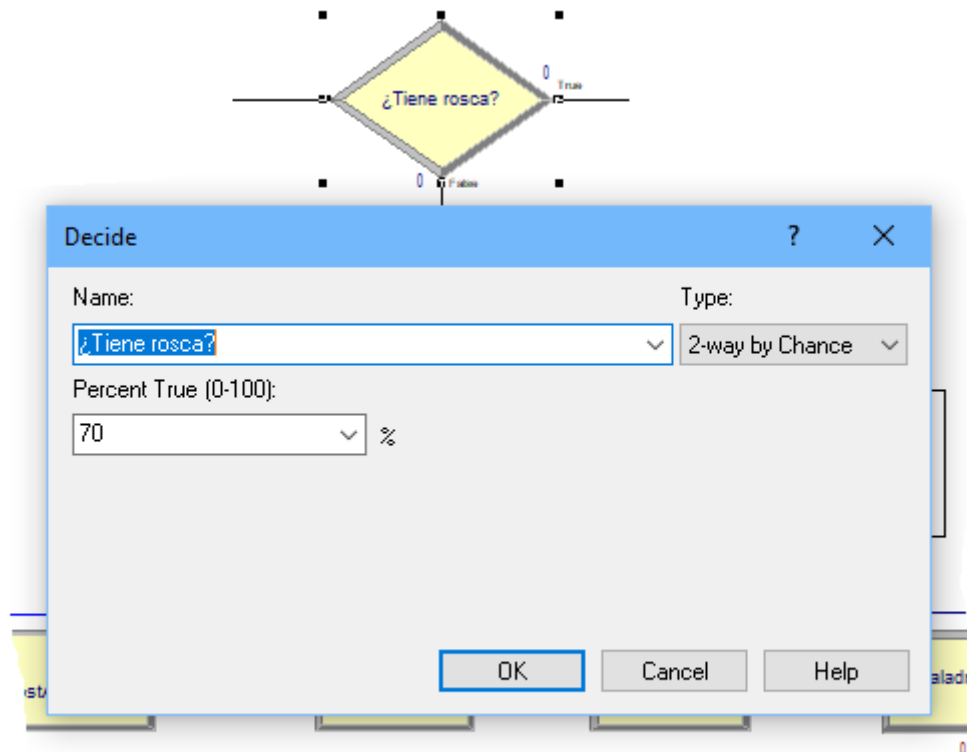 0
True
¿Tiene rosca?
0 False
Decide ?
Name: Type:
¿Tiene rosca? 2-way by Chance
Percent True (0-100):
70 %
OK Cancel Help
0